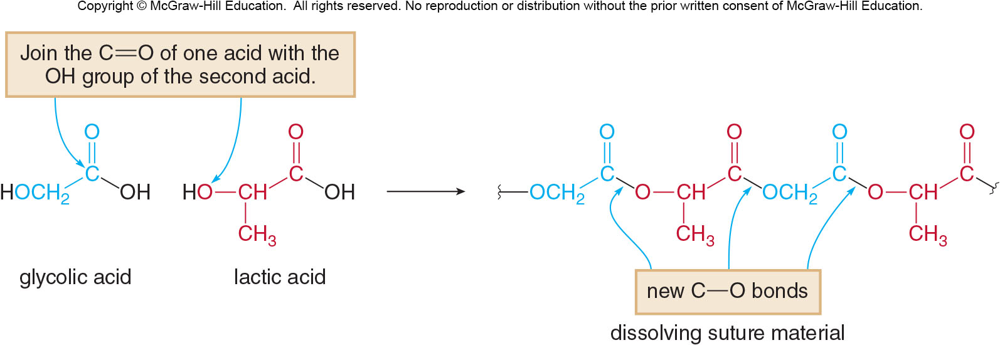 Copyright © McGraw-Hill Education.  All rights reserved. No reproduction or distribution without the prior written consent of McGraw-Hill Education.
Join the C=O of one acid with the
OH group of the second acid.
O O O O O O
C C C C C C
HOCH2 OH HO CH OH OCH2 O CH OCH2 O CH
CH3 CH3 CH3
glycolic acid lactic acid
new C—O bonds
dissolving suture material